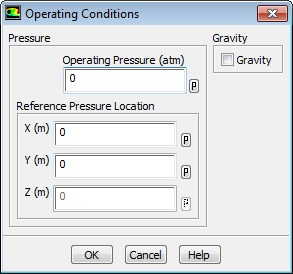 Operating Conditions
Pressure
Gravity
Operating Pressure (atm)
0
P
Gravity
Reference Pressure Location
X (m)
0
P
Y (m)
0
P
Z (m)
0
P
OK
Cancel
Help